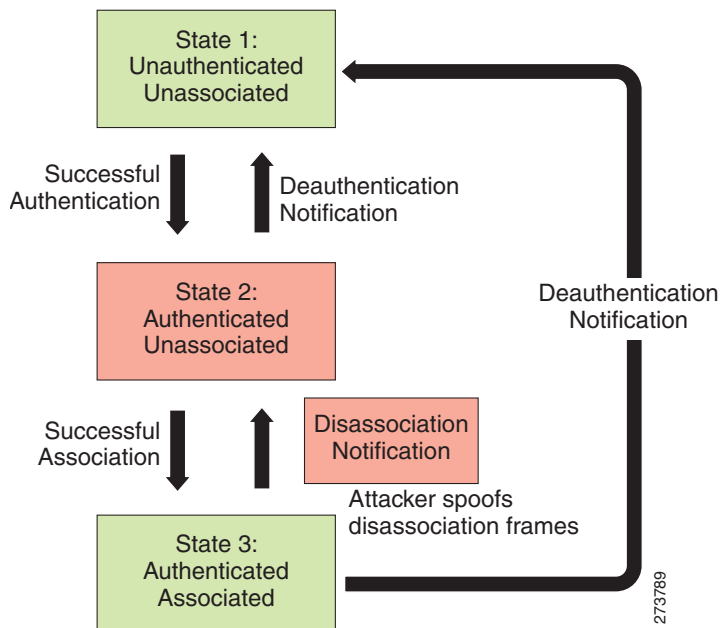 State 1:
Unauthenticated
Unassociated
Successful
Authentication
Deauthentication
Notification
State 2:
Authenticated
Unassociated
Deauthentication
Notification
Successful
Association
Disassociation
Notification
Attacker spoofs
disassociation frames
State 3:
Authenticated
Associated
273789